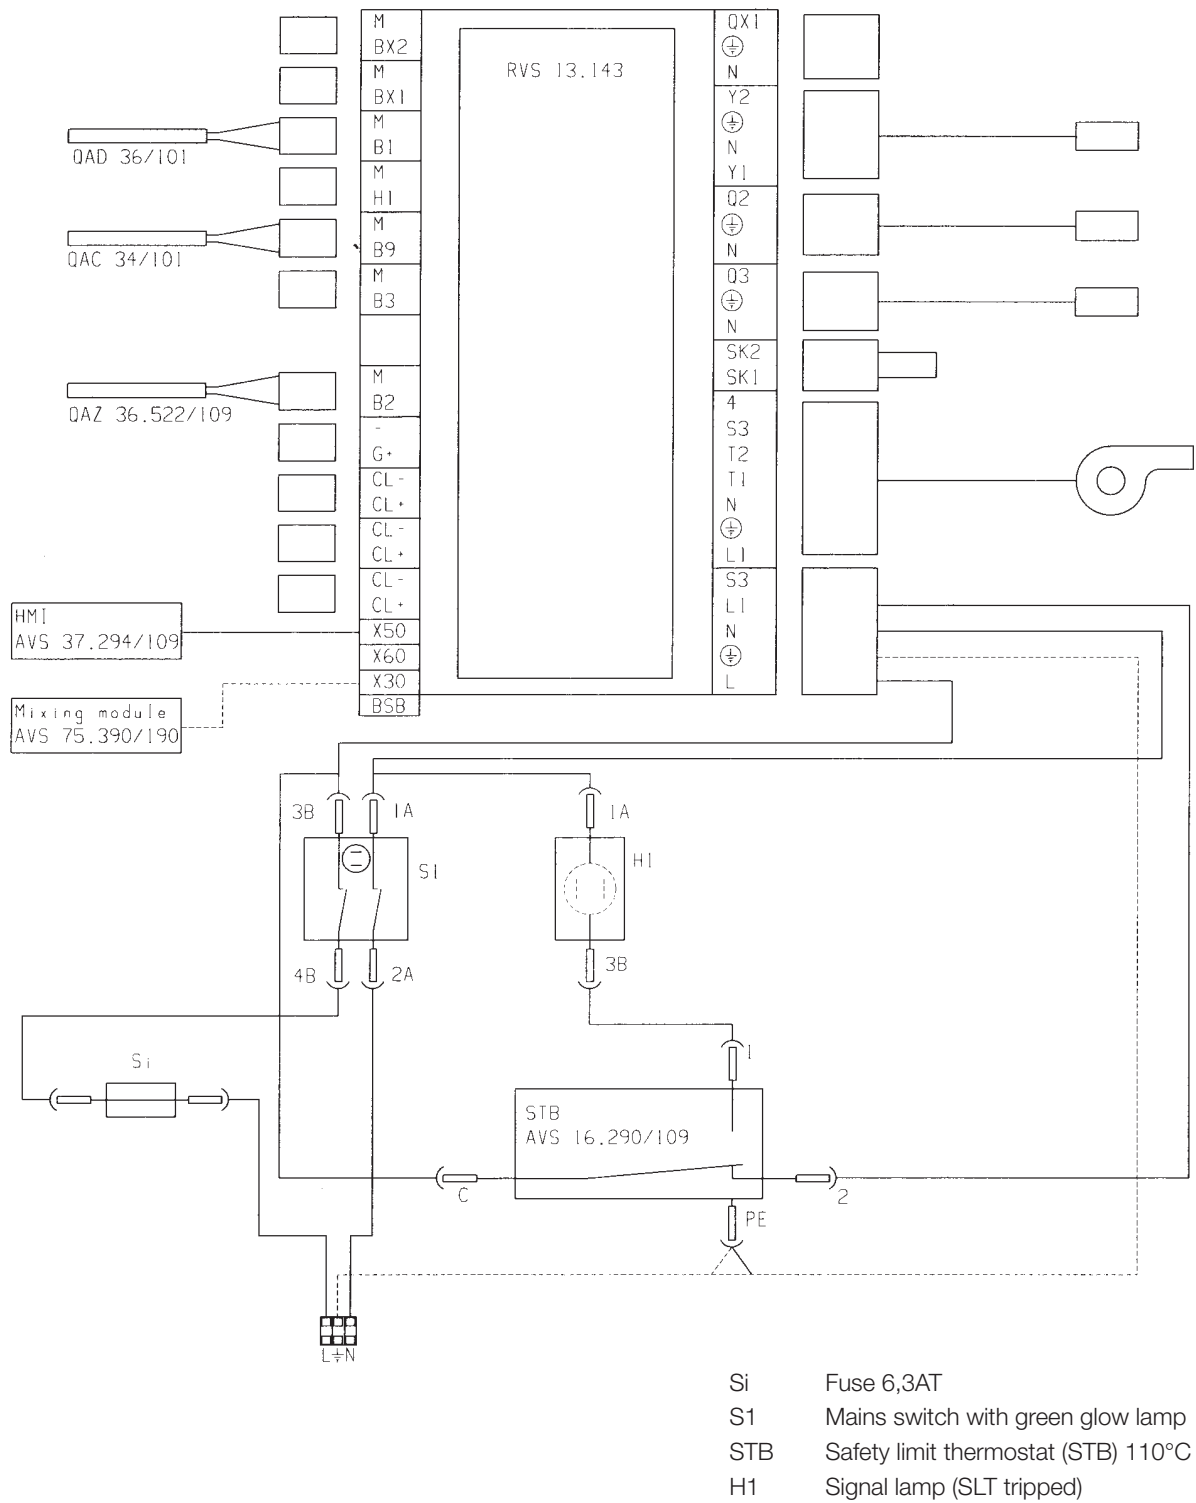 M
BX2
M
BX1
M
B1
M
H1
M
B9
M
B3
M
B2
-
G+
CL-
CL+
CL-
CL+
CL-
CL+
X50
X60
X30
BSB
RVS 13.143
QX1
N
Y2
N
Y1
Q2
N
Q3
N
SK2
SK1
4
S3
T2
T1
N
L1
S3
L1
N
L
QAD 36/101
QAC 34/101
QAZ 36.522/109
HMI
AVS 37.294/109
Mixing module
AVS 75.390/190
3B
1A
S1
4B
2A
1A
H1
3B
Si
1
STB
AVS 16.290/109
C
2
PE
L N
Si Fuse 6,3AT
S1 Mains switch with green glow lamp
STB Safety limit thermostat (STB) 110°C
H1 Signal lamp (SLT tripped)